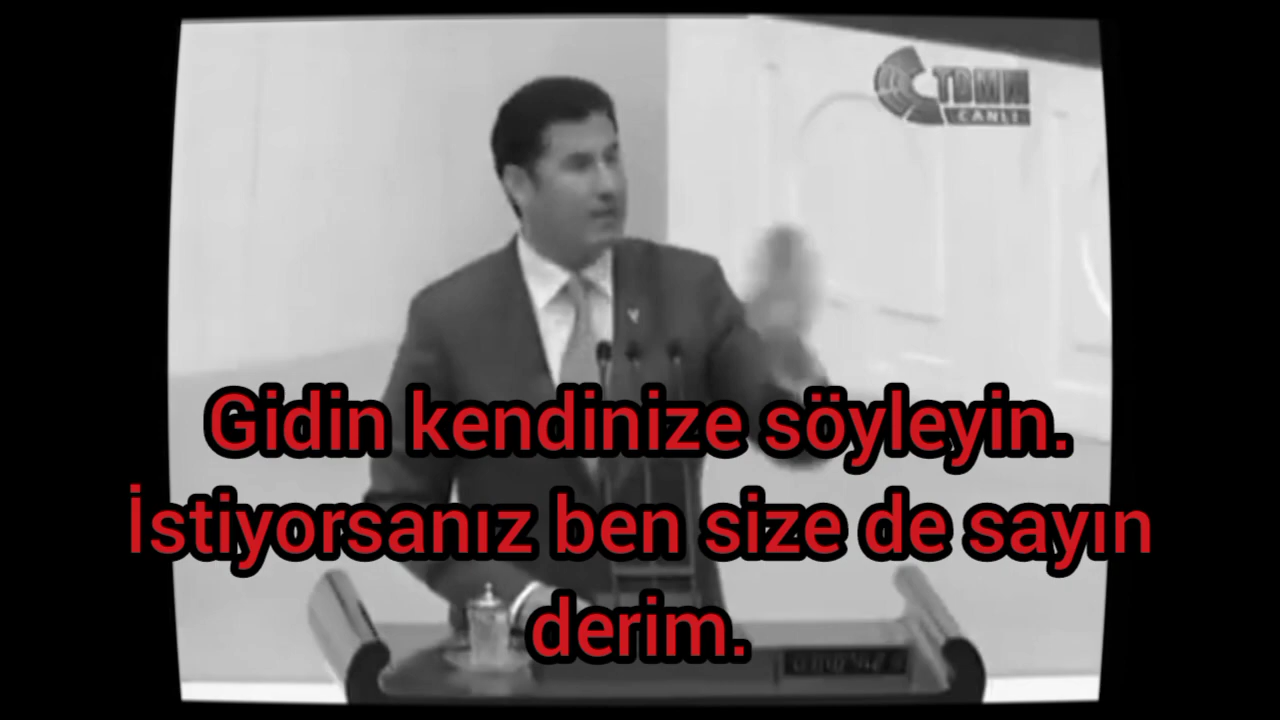 TBMM
CANLI
Gidin kendinize söyleyin.
İstiyorsanız ben size de sayın
derim.